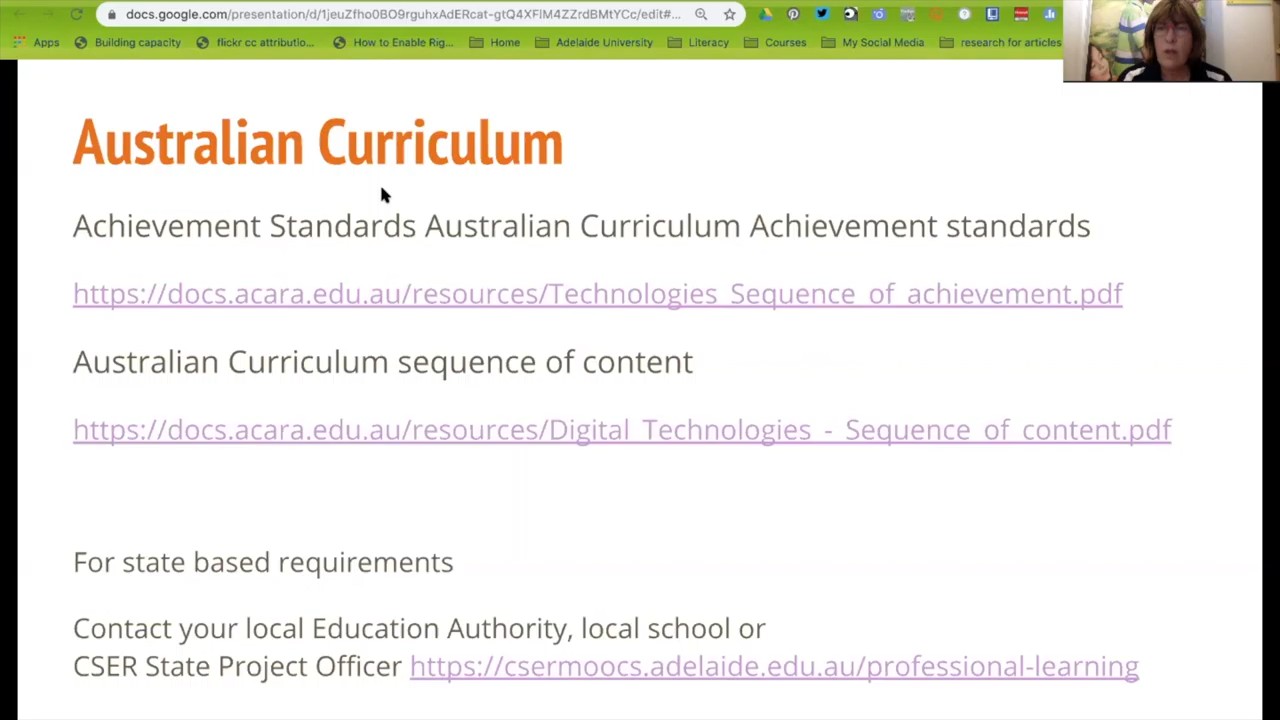 docs.google.com/presentation/d/1jeuZfho0BO9rguhxAdERcat-gtQ4XFlM4ZZrdBMtYCc/edit#...
Apps Building capacity flickr cc attributio... How to Enable Rig... Home Adelaide University Literacy Courses My Social Media research for articles
Australian Curriculum
Achievement Standards Australian Curriculum Achievement standards
https://docs.acara.edu.au/resources/Technologies_Sequence_of_achievement.pdf
Australian Curriculum sequence of content
https://docs.acara.edu.au/resources/Digital_Technologies_-_Sequence_of_content.pdf
For state based requirements
Contact your local Education Authority, local school or
CSER State Project Officer https://csermoocs.adelaide.edu.au/professional-learning